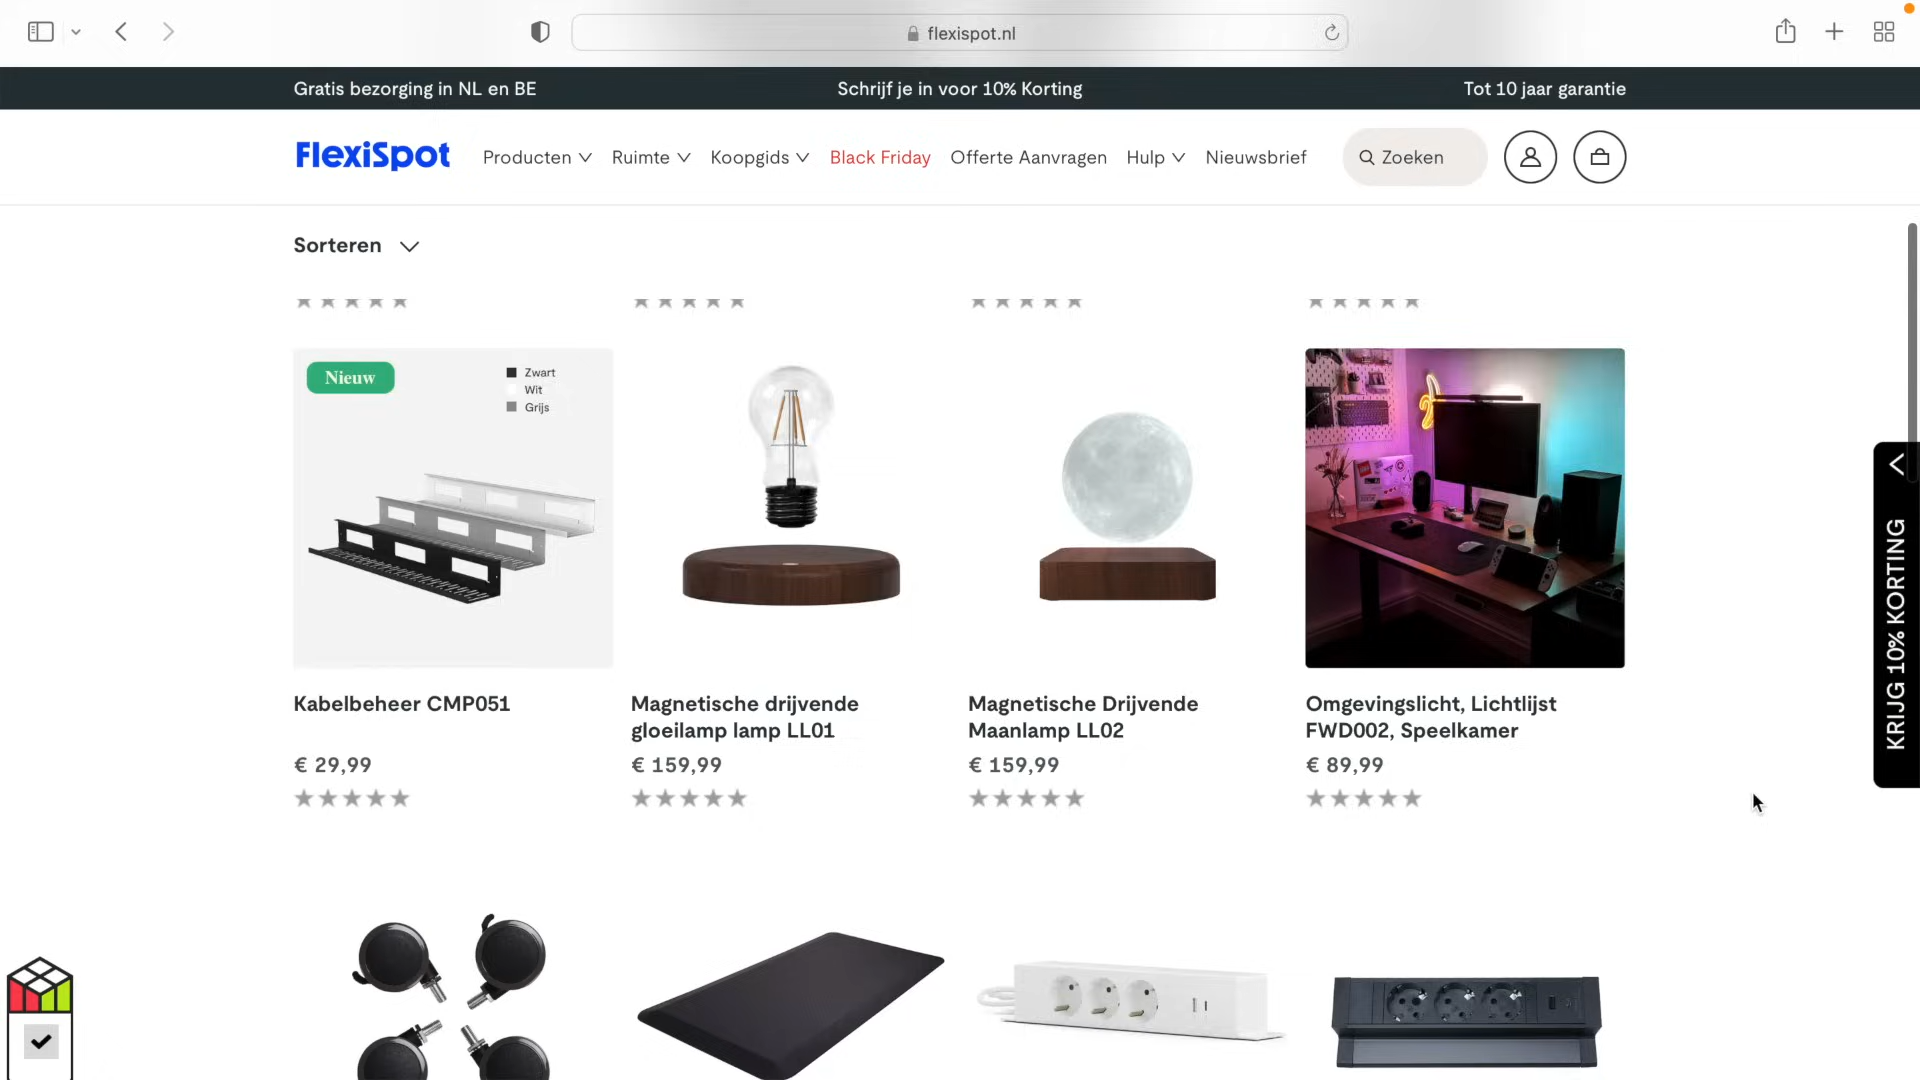 flexispot.nl
Gratis bezorging in NL en BE
Schrijf je in voor 10% Korting
Tot 10 jaar garantie
FlexiSpot
Producten
Ruimte
Koopgids
Black Friday
Offerte Aanvragen
Hulp
Nieuwsbrief
Zoeken
Sorteren
Nieuw
Zwart
Wit
Grijs
KRIJG 10% KORTING
Kabelbeheer CMP051
€ 29,99
Magnetische drijvende
gloeilamp lamp LL01
€ 159,99
Magnetische Drijvende
Maanlamp LL02
€ 159,99
Omgevingslicht, Lichtlijst
FWD002, Speelkamer
€ 89,99